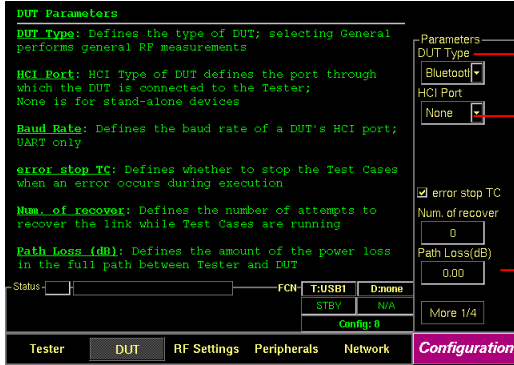 DUT Parameters
DUT Type: Defines the type of DUT; selecting General
performs general RF measurements
HCI Port: HCI Type of DUT defines the port through
which the DUT is connected to the Tester;
None is for stand-alone devices
Baud Rate: Defines the baud rate of a DUT's HCI port;
UART only
error stop TC: Defines whether to stop the Test Cases
when an error occurs during execution
Num. of recover: Defines the number of attempts to
recover the link while Test Cases are running
Path Loss (dB): Defines the amount of the power loss
in the full path between Tester and DUT
Parameters
DUT Type
Bluetooth
HCI Port
None
error stop TC
Num. of recover
0
Path Loss(dB)
0.00
More 1/4
Status
FCN
T:USB1
D:none
STBY
N/A
Config: 8
Tester
DUT
RF Settings
Peripherals
Network
Configuration